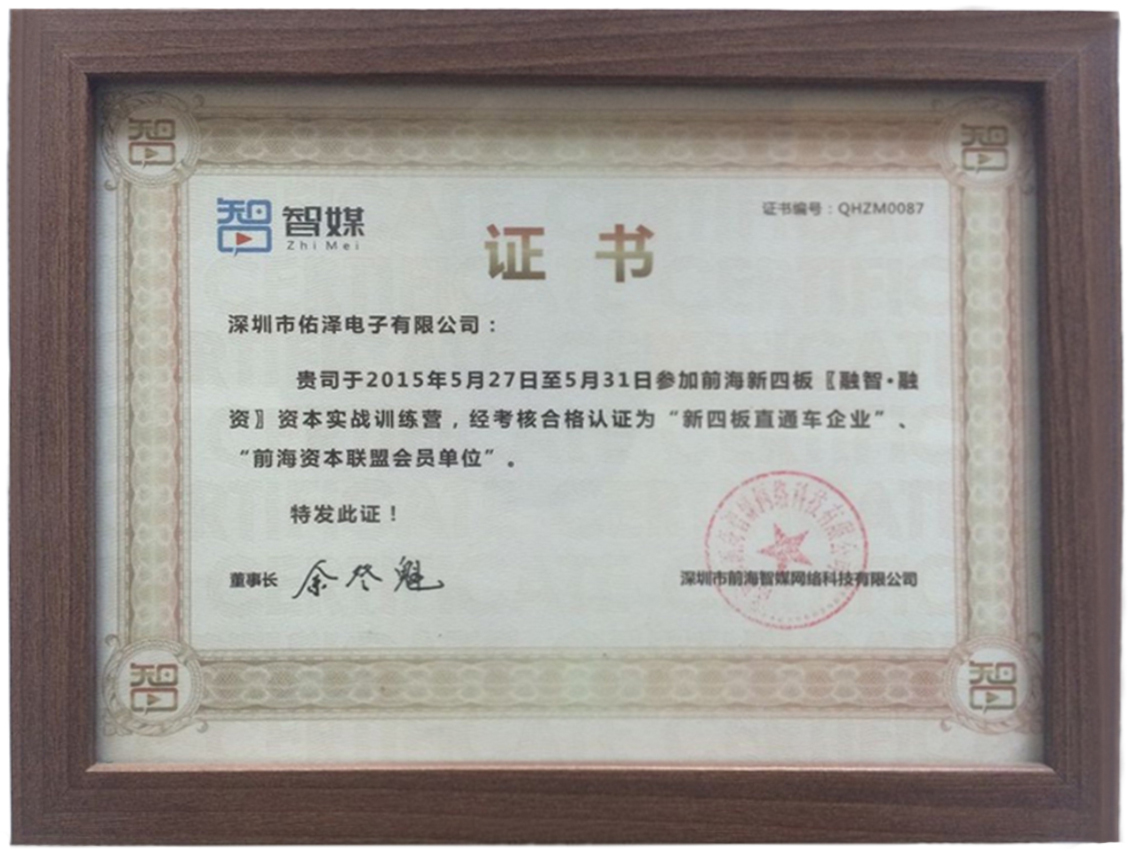 智媒
ZhiMei
证书编号：QHZM0087
证 书
深圳市佑泽电子有限公司：
贵司于2015年5月27日至5月31日参加前海新四板〖融智·融
资〗资本实战训练营，经考核合格认证为“新四板直通车企业”、
“前海资本联盟会员单位”。
特发此证！
董事长
深圳市前海智媒网络科技有限公司